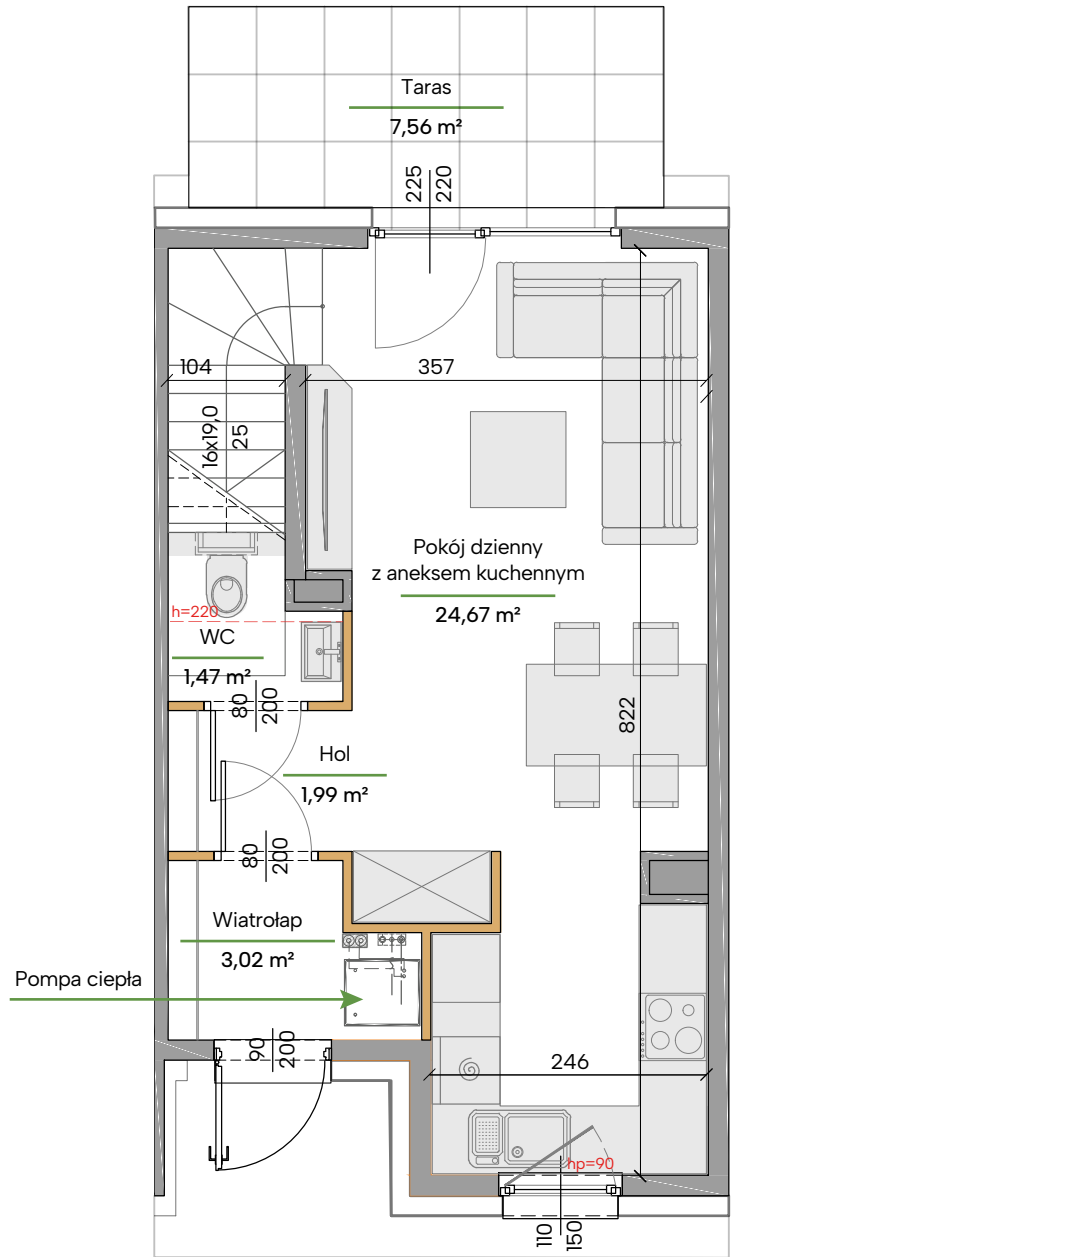 Taras
7,56 m²
225
220
104
357
16x19,0
25
Pokój dzienny
z aneksem kuchennym
24,67 m²
h=220
WC
1,47 m²
80
200
822
Hol
1,99 m²
80
200
Wiatrołap
3,02 m²
Pompa ciepła
90
200
246
hp=90
110
150